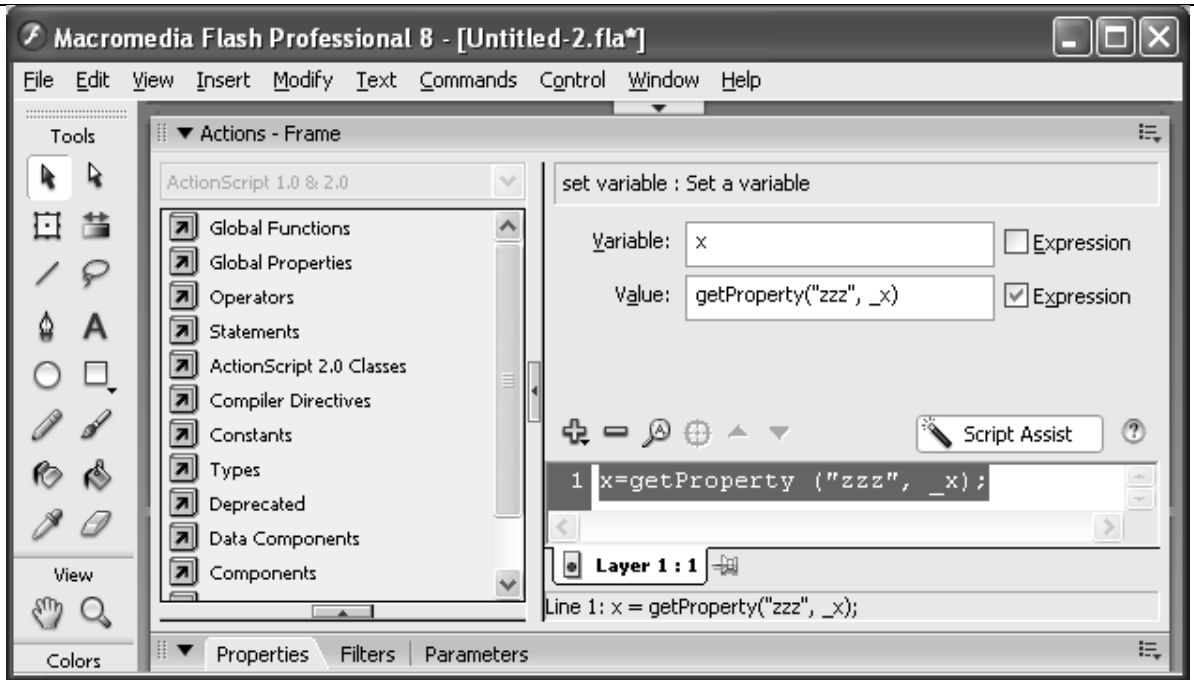 Macromedia Flash Professional 8 - [Untitled-2.fla*]
File Edit View Insert Modify Text Commands Control Window Help
Tools
Actions - Frame
ActionScript 1.0 & 2.0
set variable : Set a variable
Global Functions
Global Properties
Operators
Statements
ActionScript 2.0 Classes
Compiler Directives
Constants
Types
Deprecated
Data Components
Components
Variable: x Expression
Value: getProperty("zzz", _x) Expression
Script Assist
1 x=getProperty ("zzz", _x);
Layer 1 : 1
Line 1: x = getProperty("zzz", _x);
View
Colors
Properties Filters Parameters